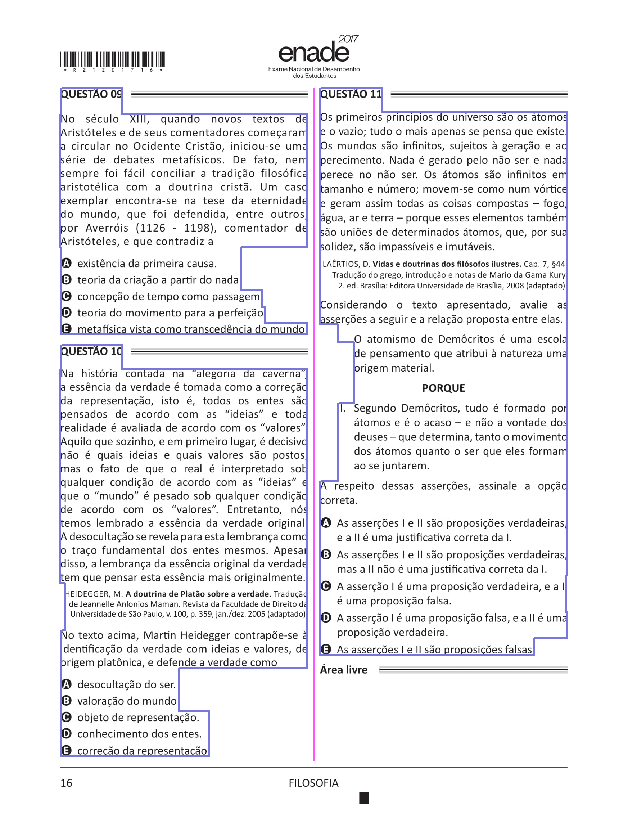 *R2120171 6*
enade 2017
Exame Nacional de Desempenho
dos Estudantes
QUESTÃO 09
No século XIII, quando novos textos de
Aristóteles e de seus comentadores começaram
a circular no Ocidente Cristão, iniciou-se uma
série de debates metafísicos. De fato, nem
sempre foi fácil conciliar a tradição filosófica
aristotélica com a doutrina cristã. Um caso
exemplar encontra-se na tese da eternidade
do mundo, que foi defendida, entre outros,
por Averróis (1126 - 1198), comentador de
Aristóteles, e que contradiz a
A existência da primeira causa.
B teoria da criação a partir do nada.
C concepção de tempo como passagem.
D teoria do movimento para a perfeição.
E metafísica vista como transcedência do mundo.
QUESTÃO 10
Na história contada na “alegoria da caverna”,
a essência da verdade é tomada como a correção
da representação, isto é, todos os entes são
pensados de acordo com as “ideias” e toda
realidade é avaliada de acordo com os “valores”.
Aquilo que sozinho, e em primeiro lugar, é decisivo
não é quais ideias e quais valores são postos,
mas o fato de que o real é interpretado sob
qualquer condição de acordo com as “ideias” e
que o “mundo” é pesado sob qualquer condição
de acordo com os “valores”. Entretanto, nós
temos lembrado a essência da verdade original.
A desocultação se revela para esta lembrança como
o traço fundamental dos entes mesmos. Apesar
disso, a lembrança da essência original da verdade
tem que pensar esta essência mais originalmente.
HEIDEGGER, M. A doutrina de Platão sobre a verdade. Tradução
de Jeannette Antonios Maman. Revista da Faculdade de Direito da
Universidade de São Paulo, v. 100, p. 359, jan./dez. 2005 (adaptado).
No texto acima, Martin Heidegger contrapõe-se à
identificação da verdade com ideias e valores, de
origem platônica, e defende a verdade como
A desocultação do ser.
B valoração do mundo.
C objeto de representação.
D conhecimento dos entes.
E correção da representação.
QUESTÃO 11
Os primeiros princípios do universo são os átomos
e o vazio; tudo o mais apenas se pensa que existe.
Os mundos são infinitos, sujeitos à geração e ao
perecimento. Nada é gerado pelo não ser e nada
perece no não ser. Os átomos são infinitos em
tamanho e número; movem-se como num vórtice
e geram assim todas as coisas compostas – fogo,
água, ar e terra – porque esses elementos também
são uniões de determinados átomos, que, por sua
solidez, são impassíveis e imutáveis.
LAÉRTIOS, D. Vidas e doutrinas dos filósofos ilustres. Cap. 7, §44.
Tradução do grego, introdução e notas de Mario da Gama Kury.
2. ed. Brasília: Editora Universidade de Brasília, 2008 (adaptado).
Considerando o texto apresentado, avalie as
asserções a seguir e a relação proposta entre elas.
O atomismo de Demôcritos é uma escola
de pensamento que atribui à natureza uma
origem material.
PORQUE
I. Segundo Demôcritos, tudo é formado por
átomos e é o acaso – e não a vontade dos
deuses – que determina, tanto o movimento
dos átomos quanto o ser que eles formam
ao se juntarem.
A respeito dessas asserções, assinale a opção
correta.
A As asserções I e II são proposições verdadeiras,
e a II é uma justificativa correta da I.
B As asserções I e II são proposições verdadeiras,
mas a II não é uma justificativa correta da I.
C A asserção I é uma proposição verdadeira, e a II
é uma proposição falsa.
D A asserção I é uma proposição falsa, e a II é uma
proposição verdadeira.
E As asserções I e II são proposições falsas.
Área livre
16
FILOSOFIA